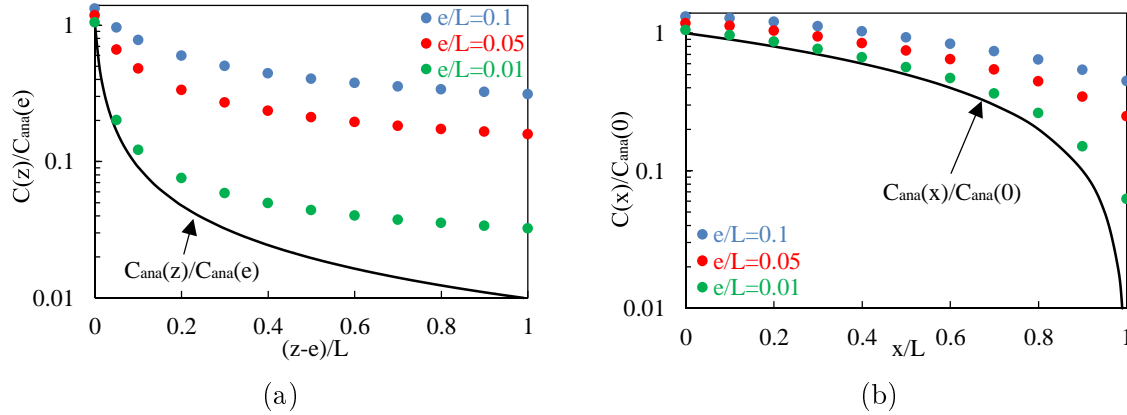 e/L=0.1
e/L=0.05
e/L=0.01
C(z)/Cana(e)
1
0.1
0.01
Cana(z)/Cana(e)
0 0.2 0.4 0.6 0.8 1
(z-e)/L
(a)
C(x)/Cana(0)
1
0.1
0.01
Cana(x)/Cana(0)
e/L=0.1
e/L=0.05
e/L=0.01
0 0.2 0.4 0.6 0.8 1
x/L
(b)